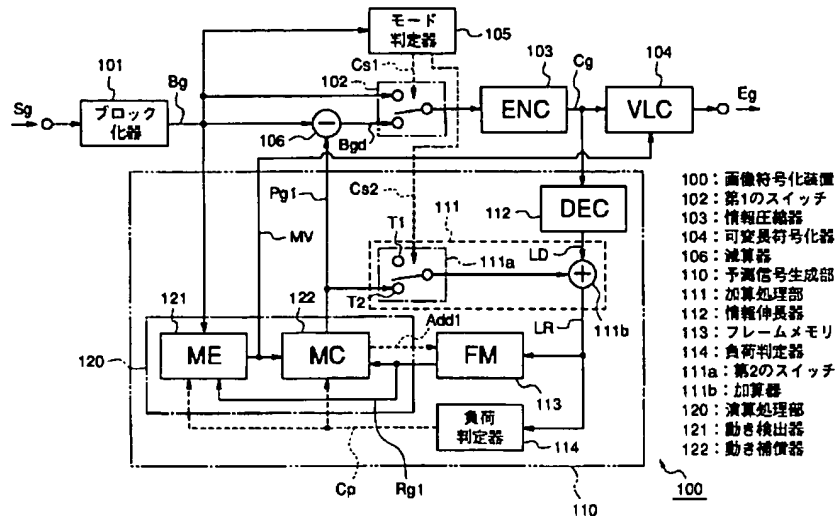 モード
判定器
105
101
Bg
Cs1
102
103
Cg
104
Sg
ブロック
化器
ENC
VLC
Eg
106
Bgd
Pg1
Cs2
MV
111
112
DEC
T1
T2
111a
LD
111b
LR
121
122
Add1
120
ME
MC
FM
113
負荷
判定器
114
Cp
Rg1
110
100
100：画像符号化装置
102：第1のスイッチ
103：情報圧縮器
104：可変長符号化器
106：減算器
110：予測信号生成部
111：加算処理部
112：情報伸長器
113：フレームメモリ
114：負荷判定器
111a：第2のスイッチ
111b：加算器
120：演算処理部
121：動き検出器
122：動き補償器